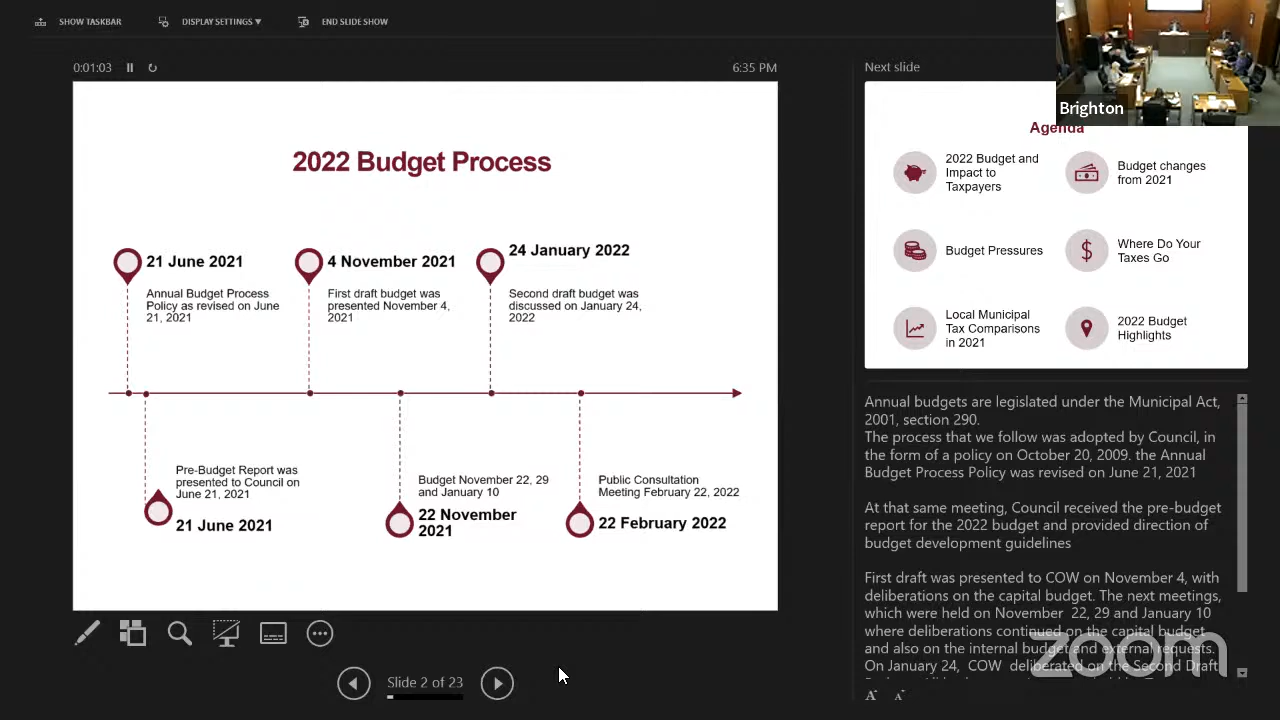 SHOW TASKBAR
DISPLAY SETTINGS ▾
END SLIDE SHOW
0:01:03
6:35 PM
2022 Budget Process
21 June 2021
Annual Budget Process
Policy as revised on June
21, 2021
4 November 2021
First draft budget was
presented November 4,
2021
24 January 2022
Second draft budget was
discussed on January 24,
2022
Pre-Budget Report was
presented to Council on
June 21, 2021
21 June 2021
Budget November 22, 29
and January 10
22 November
2021
Public Consultation
Meeting February 22, 2022
22 February 2022
Slide 2 of 23
Next slide
Brighton
Agenda
2022 Budget and
Impact to
Taxpayers
Budget changes
from 2021
Budget Pressures
$
Where Do Your
Taxes Go
Local Municipal
Tax Comparisons
in 2021
2022 Budget
Highlights
Annual budgets are legislated under the Municipal Act,
2001, section 290.
The process that we follow was adopted by Council, in
the form of a policy on October 20, 2009. the Annual
Budget Process Policy was revised on June 21, 2021
At that same meeting, Council received the pre-budget
report for the 2022 budget and provided direction of
budget development guidelines
First draft was presented to COW on November 4, with
deliberations on the capital budget. The next meetings,
which were held on November 22, 29 and January 10
where deliberations continued on the capital budget
and also on the internal budget and external requests.
On January 24, COW deliberated on the Second Draft
zoom
A
A